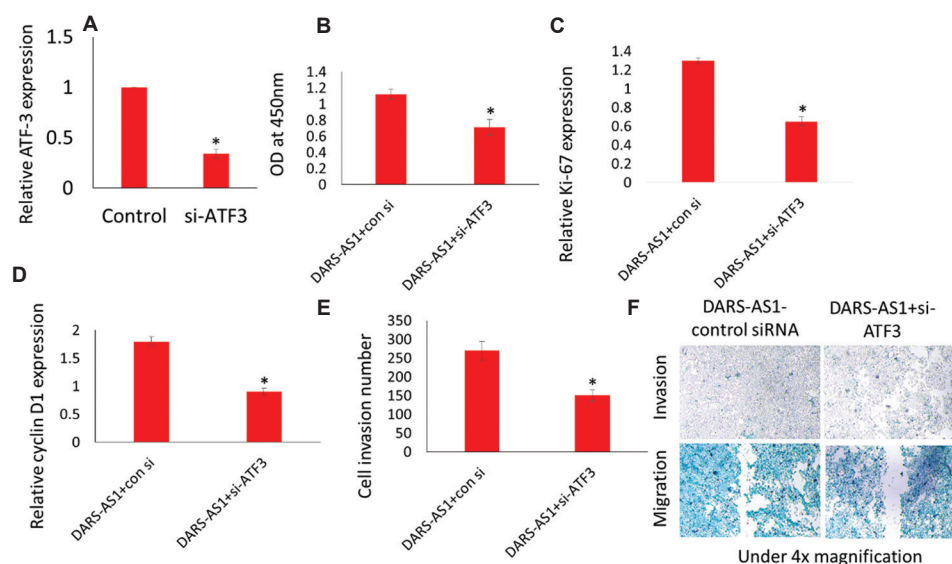 A
Relative ATF-3 expression
1.5
1
0.5
0
*
Control
si-ATF3
B
OD at 450nm
1.4
1.2
1
0.8
0.6
0.4
0.2
0
*
DARS-AS1+con si
DARS-AS1+si-ATF3
C
Relative Ki-67 expression
1.4
1.2
1
0.8
0.6
0.4
0.2
0
*
DARS-AS1+con si
DARS-AS1+si-ATF3
D
Relative cyclin D1 expression
2
1.5
1
0.5
0
*
DARS-AS1+con si
DARS-AS1+si-ATF3
E
Cell invasion number
350
300
250
200
150
100
50
0
*
DARS-AS1+con si
DARS-AS1+si-ATF3
F
DARS-AS1-
control siRNA
DARS-AS1+si-
ATF3
Invasion
Migration
Under 4x magnification